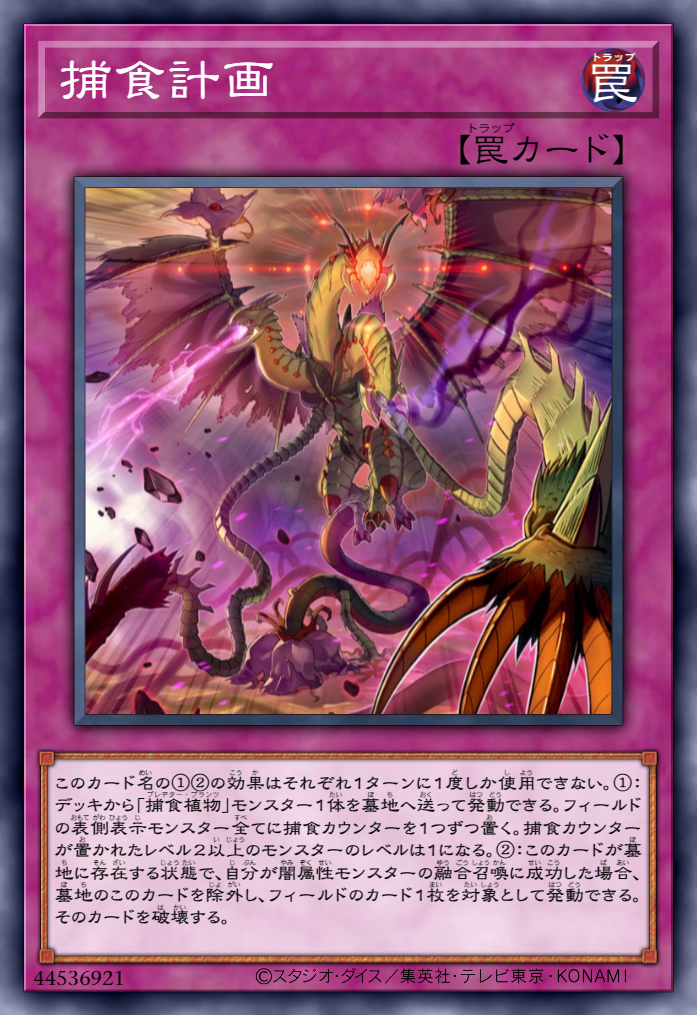 捕食計画
トラップ
罠
トラップ
【罠カード】
このカード名の①②の効果はそれぞれ1ターンに1度しか使用できない。①:
デッキから「捕食植物」モンスター1体を墓地へ送って発動できる。フィールド
の表側表示モンスター全てに捕食カウンターを1つずつ置く。捕食カウンター
が置かれたレベル2以上のモンスターのレベルは1になる。②:このカードが墓
地に存在する状態で、自分が闇属性モンスターの融合召喚に成功した場合、
墓地のこのカードを除外し、フィールドのカード1枚を対象として発動できる。
そのカードを破壊する。
44536921
©スタジオ・ダイス/集英社・テレビ東京・KONAMI